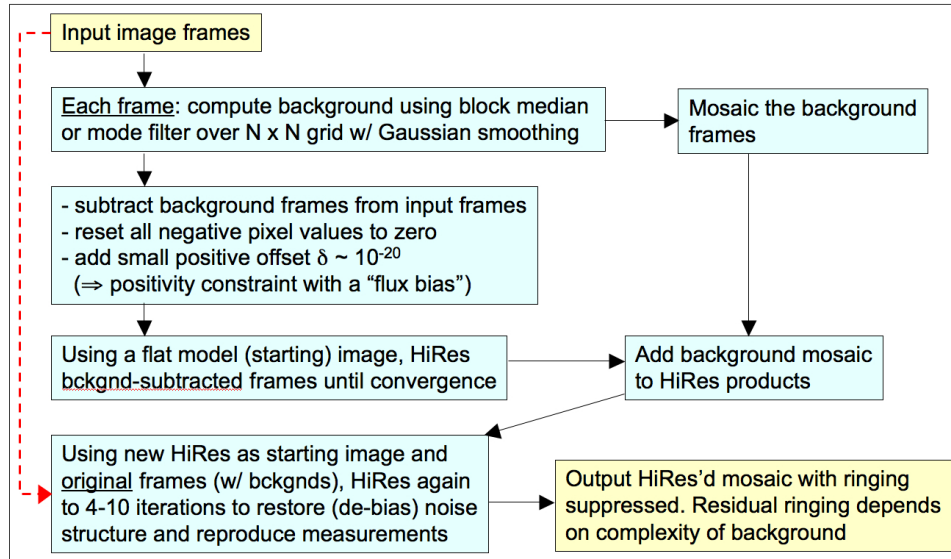 Input image frames
Each frame: compute background using block median
or mode filter over N x N grid w/ Gaussian smoothing
Mosaic the background
frames
- subtract background frames from input frames
- reset all negative pixel values to zero
- add small positive offset δ ~ 10⁻²⁰
(⇒ positivity constraint with a “flux bias”)
Using a flat model (starting) image, HiRes
bckgnd-subtracted frames until convergence
Add background mosaic
to HiRes products
Using new HiRes as starting image and
original frames (w/ bckgnds), HiRes again
to 4-10 iterations to restore (de-bias) noise
structure and reproduce measurements
Output HiRes’d mosaic with ringing
suppressed. Residual ringing depends
on complexity of background